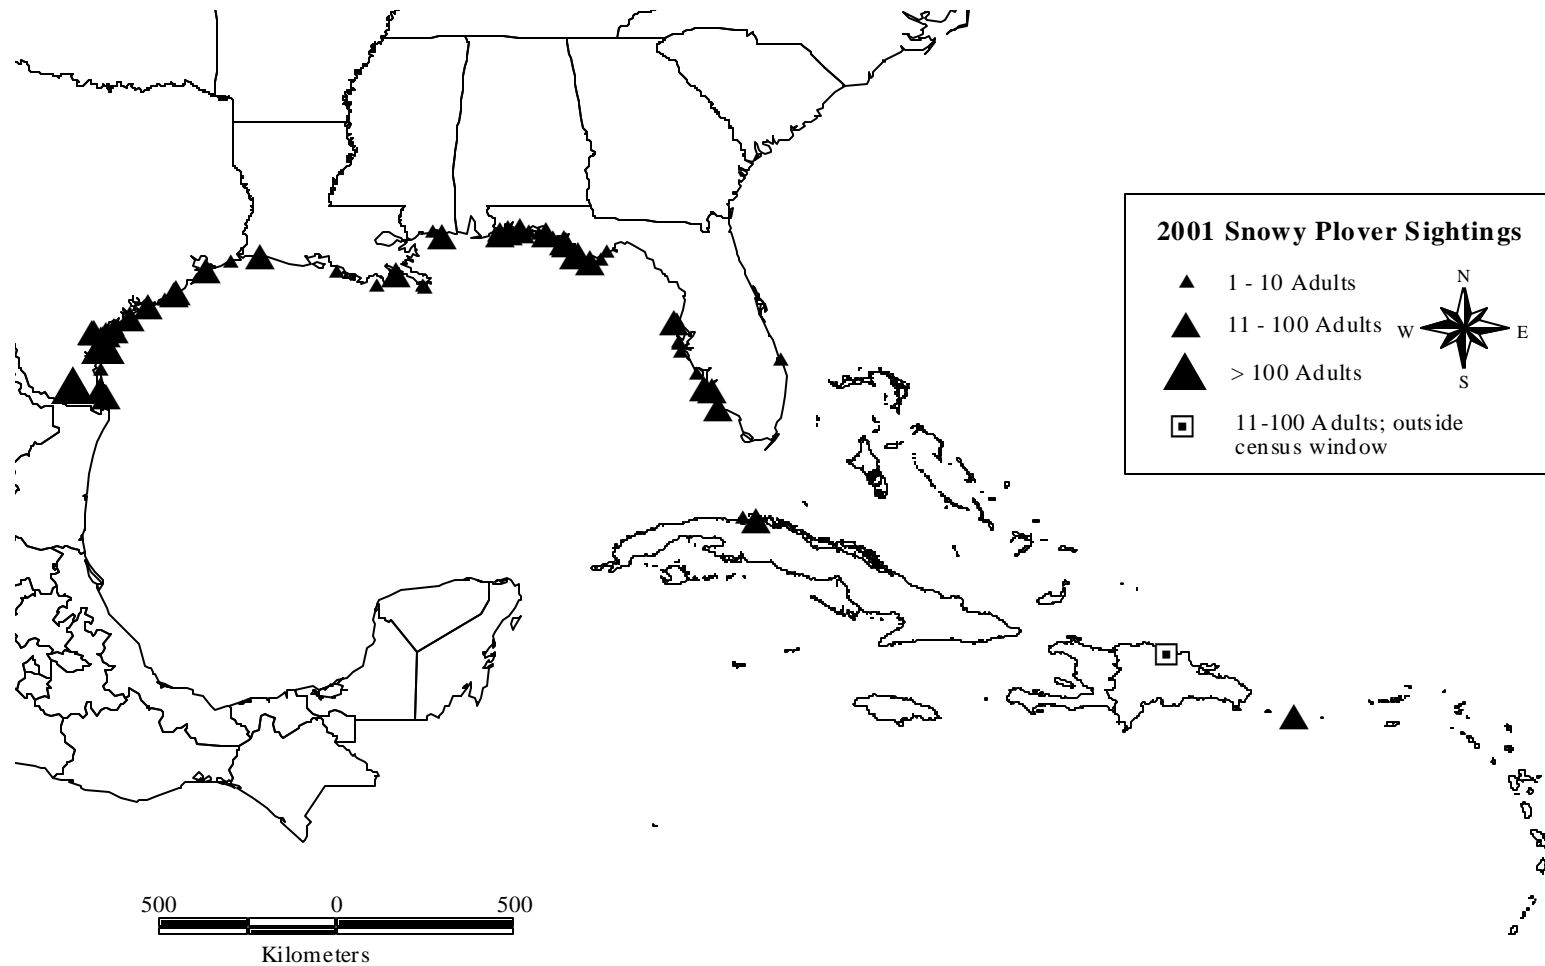 2001 Snowy Plover Sightings
1 - 10 Adults
11 - 100 Adults
> 100 Adults
11-100 Adults; outside
census window
N
W E
S
500 0 500
Kilometers